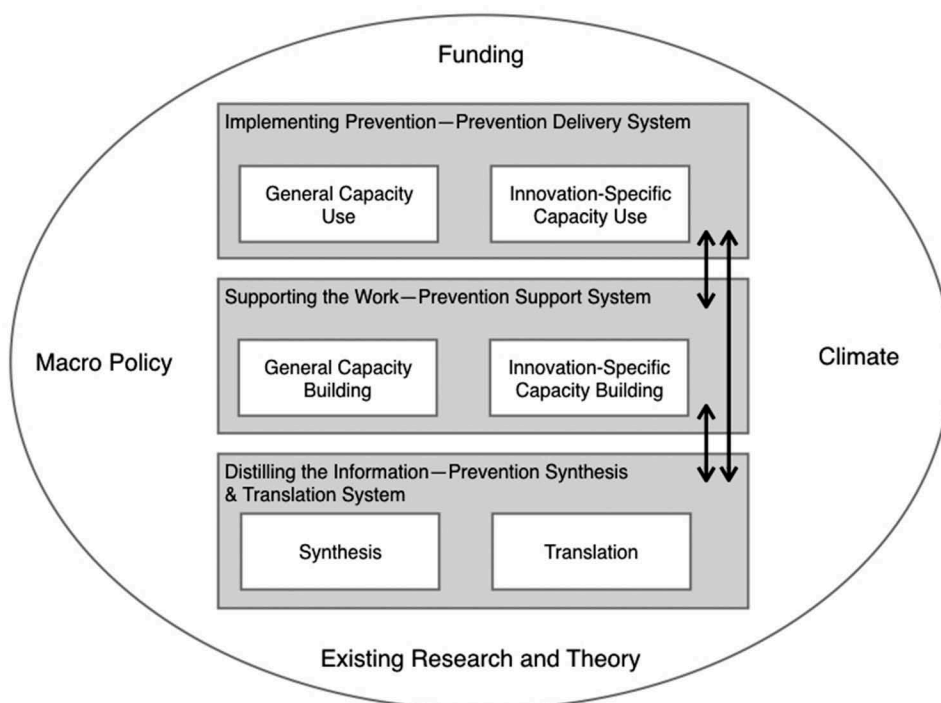 Funding
Implementing Prevention—Prevention Delivery System
General Capacity
Use
Innovation-Specific
Capacity Use
Supporting the Work—Prevention Support System
Macro Policy
General Capacity
Building
Innovation-Specific
Capacity Building
Climate
Distilling the Information—Prevention Synthesis
& Translation System
Synthesis
Translation
Existing Research and Theory